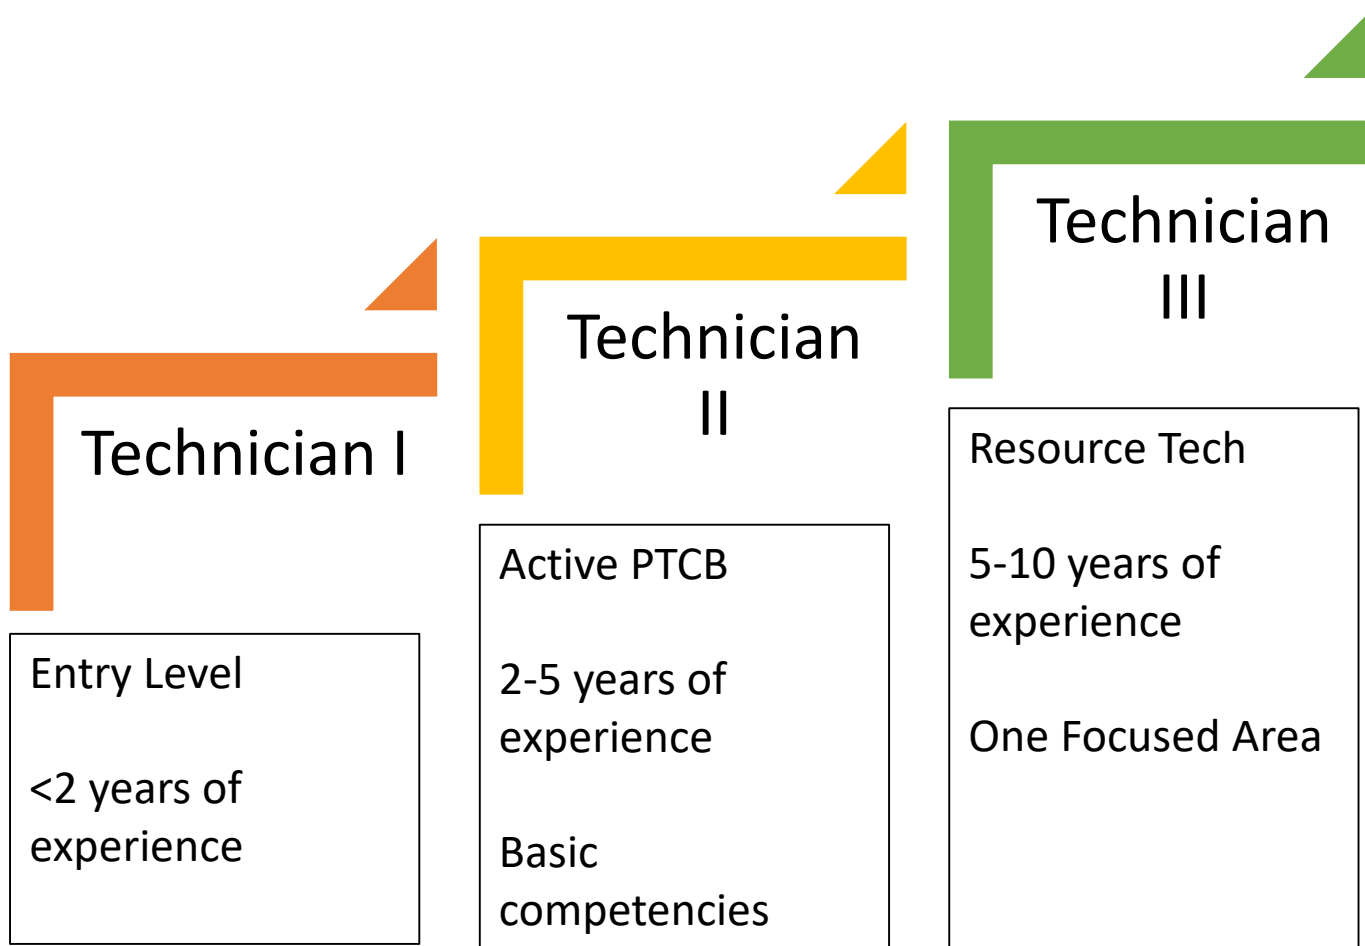 Technician I
Entry Level
<2 years of
experience
Technician
II
Active PTCB
2-5 years of
experience
Basic
competencies
Technician
III
Resource Tech
5-10 years of
experience
One Focused Area